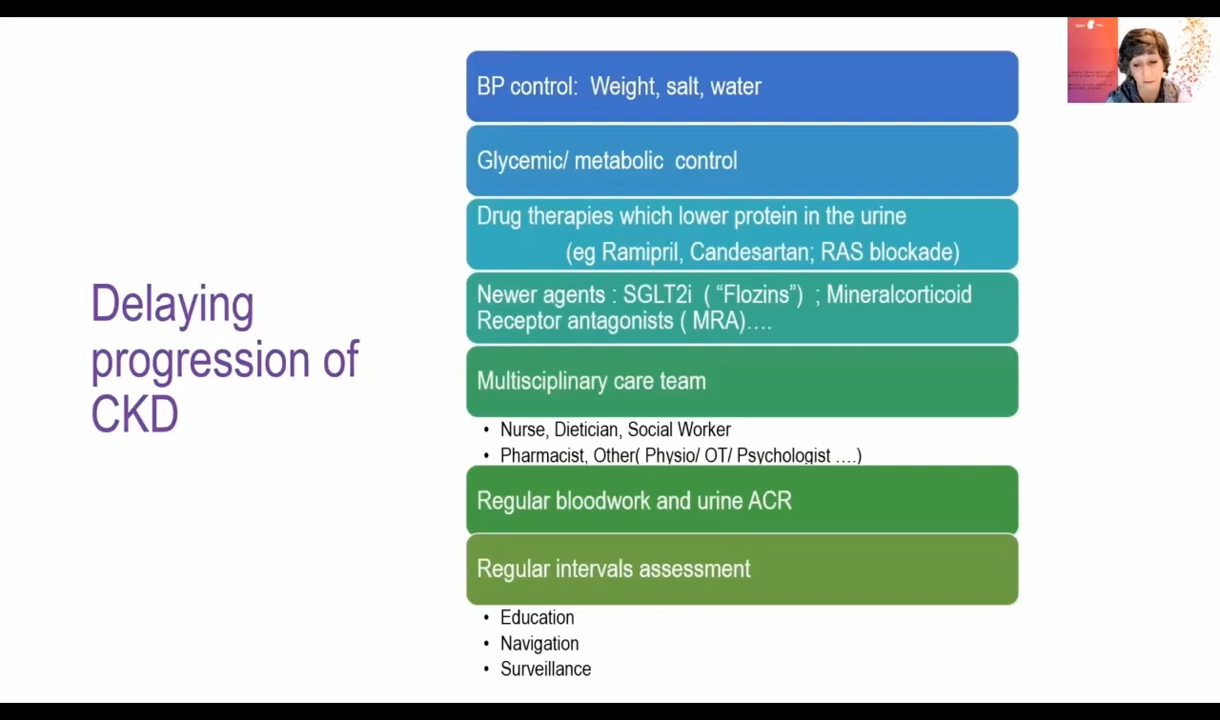 Delaying
progression of
CKD
BP control: Weight, salt, water
Glycemic/ metabolic control
Drug therapies which lower protein in the urine
(eg Ramipril, Candesartan; RAS blockade)
Newer agents : SGLT2i ( “Flozins”) ; Mineralcorticoid
Receptor antagonists ( MRA)....
Multisciplinary care team
• Nurse, Dietician, Social Worker
• Pharmacist, Other( Physio/ OT/ Psychologist ....)
Regular bloodwork and urine ACR
Regular intervals assessment
• Education
• Navigation
• Surveillance